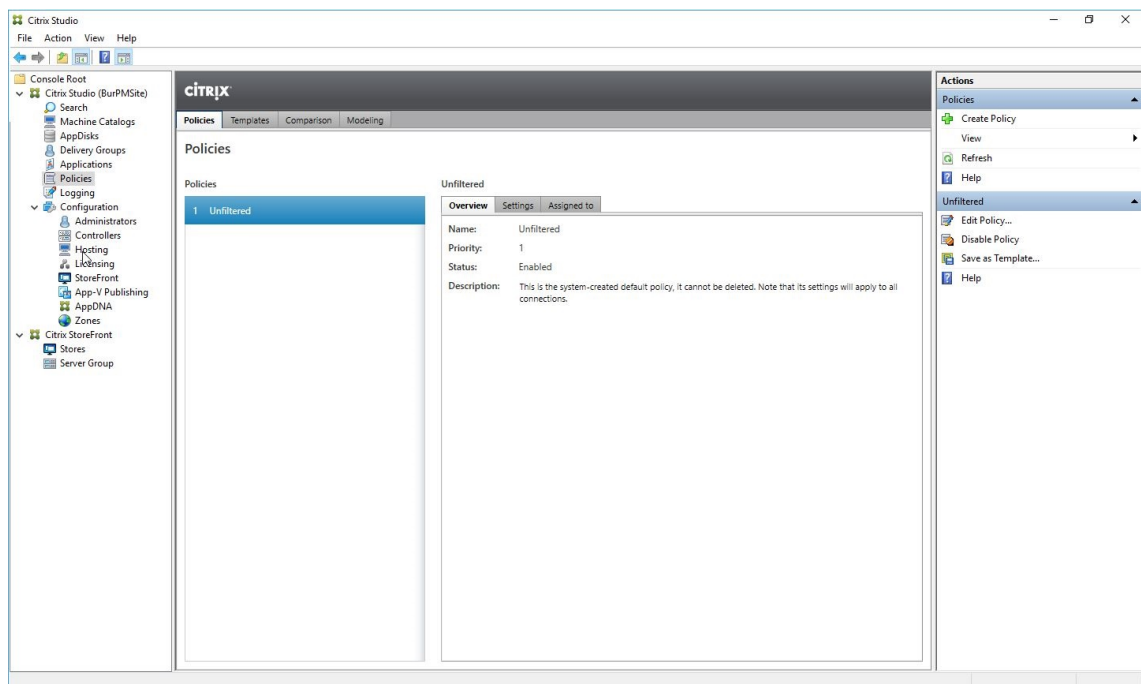 Citrix Studio
File Action View Help
Console Root
Citrix Studio (BurPMSite)
Search
Machine Catalogs
AppDisks
Delivery Groups
Applications
Policies
Logging
Configuration
Administrators
Controllers
Hosting
Licensing
StoreFront
App-V Publishing
AppDNA
Zones
Citrix StoreFront
Stores
Server Group
CİTRIX
Policies Templates Comparison Modeling
Policies
Policies
1 Unfiltered
Unfiltered
Overview Settings Assigned to
Name: Unfiltered
Priority: 1
Status: Enabled
Description: This is the system-created default policy, it cannot be deleted. Note that its settings will apply to all
connections.
Actions
Policies
Create Policy
View
Refresh
Help
Unfiltered
Edit Policy...
Disable Policy
Save as Template...
Help